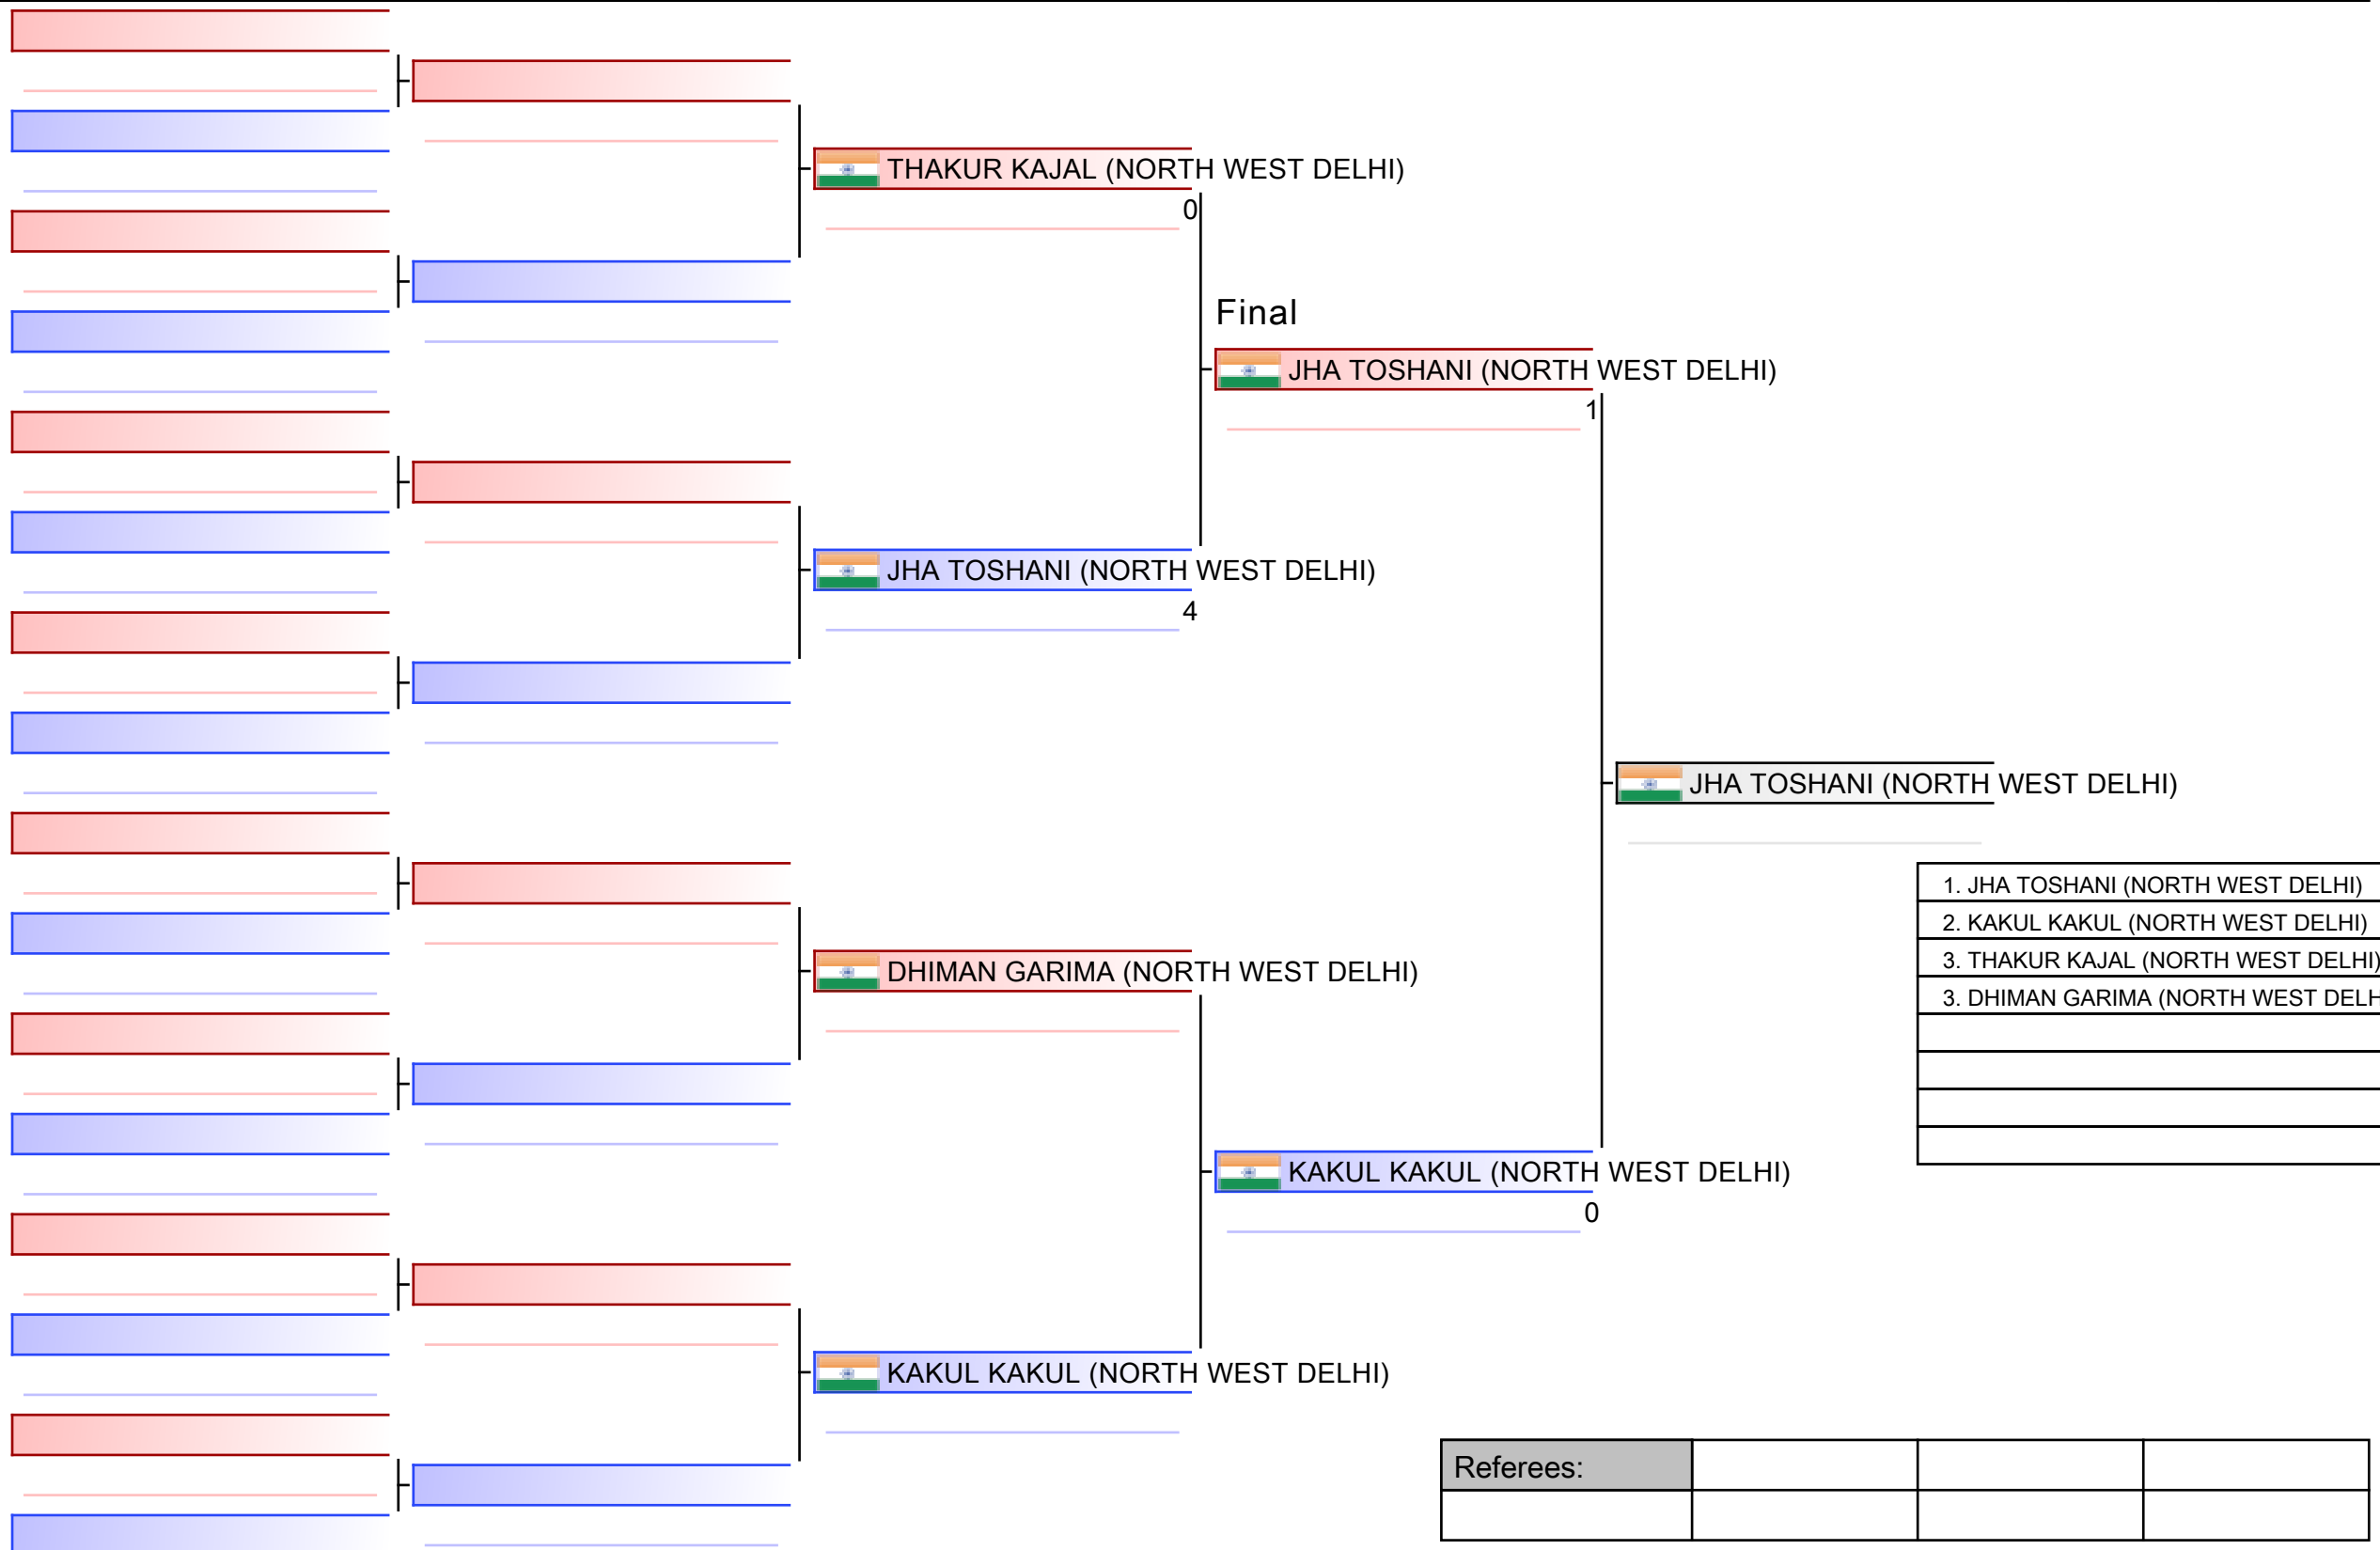 THAKUR KAJAL (NORTH WEST DELHI)
0
Final
JHA TOSHANI (NORTH WEST DELHI)
1
JHA TOSHANI (NORTH WEST DELHI)
4
JHA TOSHANI (NORTH WEST DELHI)
1. JHA TOSHANI (NORTH WEST DELHI)
2. KAKUL KAKUL (NORTH WEST DELHI)
3. THAKUR KAJAL (NORTH WEST DELHI)
3. DHIMAN GARIMA (NORTH WEST DELH
DHIMAN GARIMA (NORTH WEST DELHI)
KAKUL KAKUL (NORTH WEST DELHI)
0
KAKUL KAKUL (NORTH WEST DELHI)
Referees: